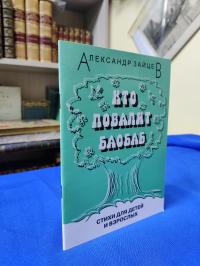 АЛЕКСАНДР ЗАЙЦЕВ
КТО
ПОВАЛИТ
БАОБАБ
СТИХИ ДЛЯ ДЕТЕЙ
И ВЗРОСЛЫХ